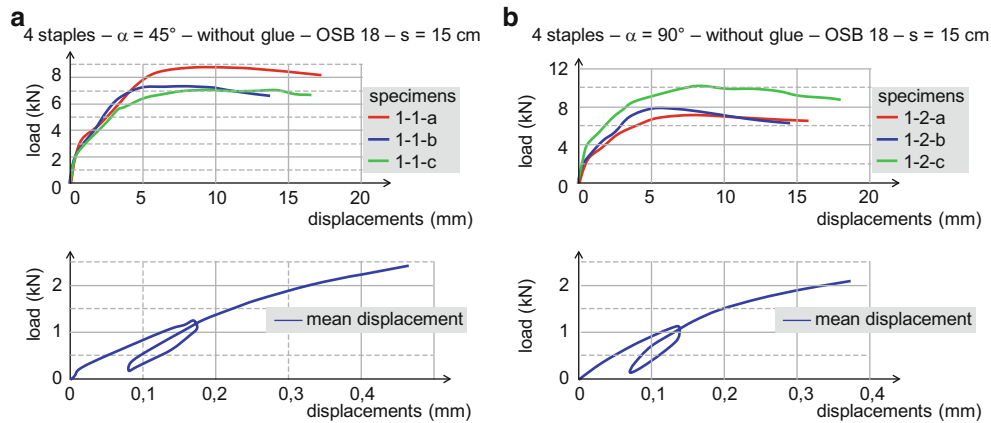 a
4 staples – α = 45° – without glue – OSB 18 – s = 15 cm
load (kN)
8
6
4
2
0
0 5 10 15 20
displacements (mm)
specimens
1-1-a
1-1-b
1-1-c
b
4 staples – α = 90° – without glue – OSB 18 – s = 15 cm
load (kN)
12
8
4
0
0 5 10 15 20
displacements (mm)
specimens
1-2-a
1-2-b
1-2-c
load (kN)
2
1
0
0 0,1 0,2 0,3 0,4
displacements (mm)
mean displacement
load (kN)
2
1
0
0 0,1 0,2 0,3 0,4
displacements (mm)
mean displacement